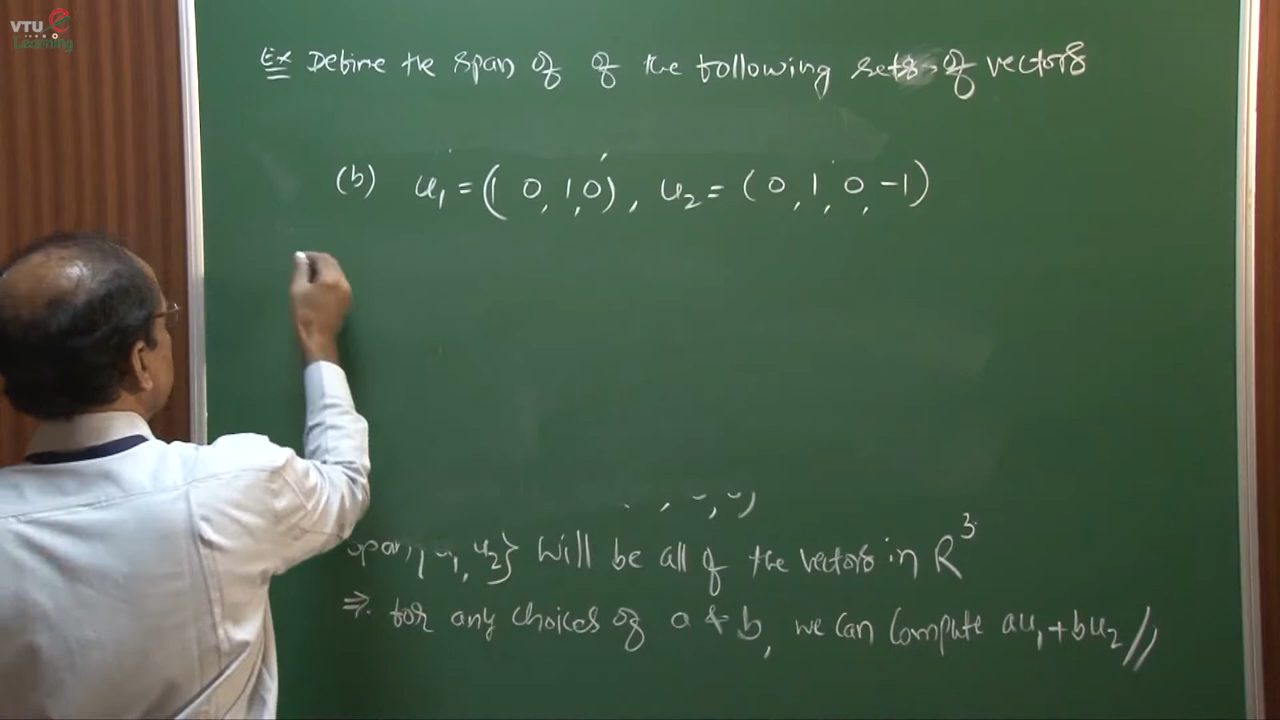 VTU e
Learning
Ex Define the span of of the following sets of vectors
(b) u₁ = (1 0, 1, 0), u₂ = (0, 1, 0, -1)
u₂} will be all of the vectors in R³
⇒ for any choices of a & b, we can compute au₁ + bu₂ //